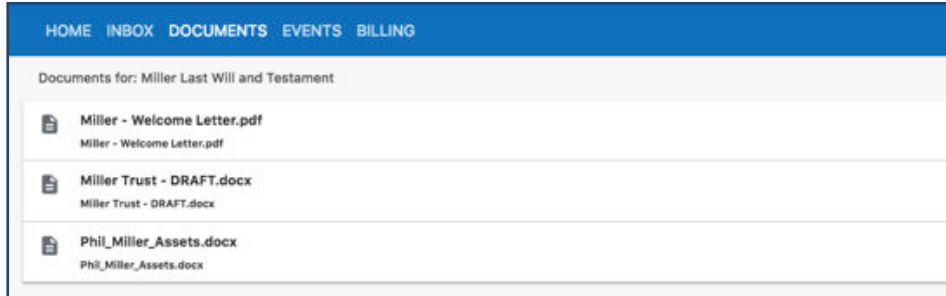 HOME INBOX DOCUMENTS EVENTS BILLING
Documents for: Miller Last Will and Testament
Miller - Welcome Letter.pdf
Miller - Welcome Letter.pdf
Miller Trust - DRAFT.docx
Miller Trust - DRAFT.docx
Phil_Miller_Assets.docx
Phil_Miller_Assets.docx